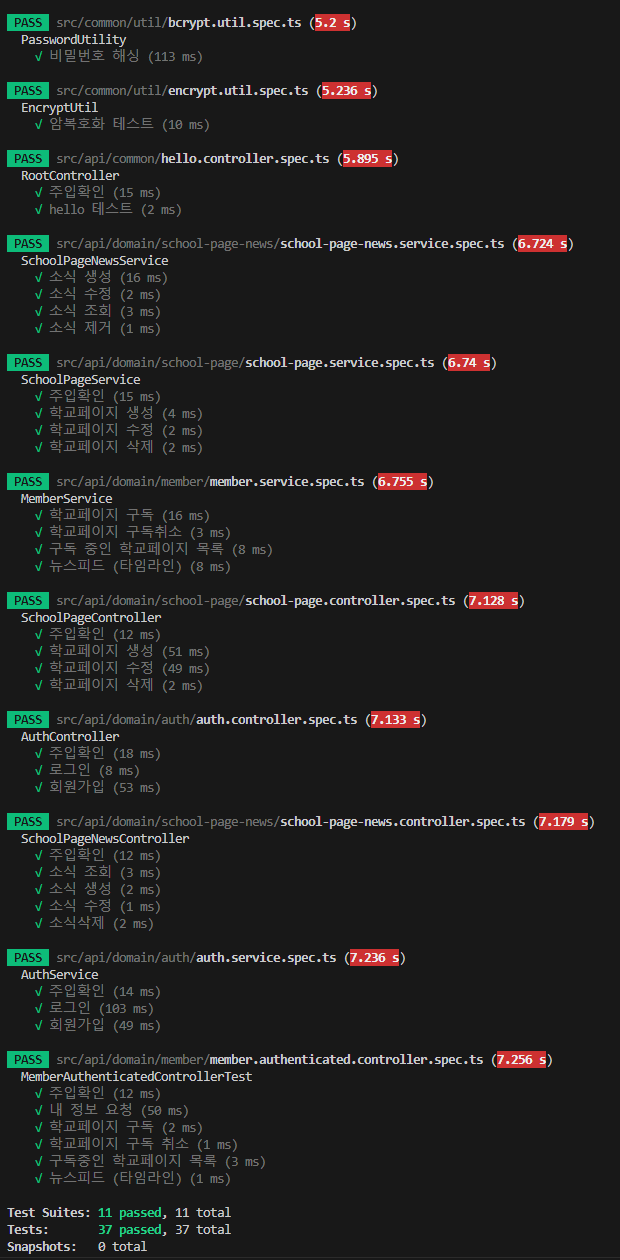 PASS src/common/util/bcrypt.util.spec.ts (5.2 s)
PasswordUtility
√ 비밀번호 해싱 (113 ms)
PASS src/common/util/encrypt.util.spec.ts (5.236 s)
EncryptUtil
√ 암복호화 테스트 (10 ms)
PASS src/api/common/hello.controller.spec.ts (5.895 s)
RootController
√ 주입확인 (15 ms)
√ hello 테스트 (2 ms)
PASS src/api/domain/school-page-news/school-page-news.service.spec.ts (6.724 s)
SchoolPageNewsService
√ 소식 생성 (16 ms)
√ 소식 수정 (2 ms)
√ 소식 조회 (3 ms)
√ 소식 제거 (1 ms)
PASS src/api/domain/school-page/school-page.service.spec.ts (6.74 s)
SchoolPageService
√ 주입확인 (15 ms)
√ 학교페이지 생성 (4 ms)
√ 학교페이지 수정 (2 ms)
√ 학교페이지 삭제 (2 ms)
PASS src/api/domain/member/member.service.spec.ts (6.755 s)
MemberService
√ 학교페이지 구독 (16 ms)
√ 학교페이지 구독취소 (3 ms)
√ 구독 중인 학교페이지 목록 (8 ms)
√ 뉴스피드 (타임라인) (8 ms)
PASS src/api/domain/school-page/school-page.controller.spec.ts (7.128 s)
SchoolPageController
√ 주입확인 (12 ms)
√ 학교페이지 생성 (51 ms)
√ 학교페이지 수정 (49 ms)
√ 학교페이지 삭제 (2 ms)
PASS src/api/domain/auth/auth.controller.spec.ts (7.133 s)
AuthController
√ 주입확인 (18 ms)
√ 로그인 (8 ms)
√ 회원가입 (53 ms)
PASS src/api/domain/school-page-news/school-page-news.controller.spec.ts (7.179 s)
SchoolPageNewsController
√ 주입확인 (12 ms)
√ 소식 조회 (3 ms)
√ 소식 생성 (2 ms)
√ 소식 수정 (1 ms)
√ 소식삭제 (2 ms)
PASS src/api/domain/auth/auth.service.spec.ts (7.236 s)
AuthService
√ 주입확인 (14 ms)
√ 로그인 (103 ms)
√ 회원가입 (49 ms)
PASS src/api/domain/member/member.authenticated.controller.spec.ts (7.256 s)
MemberAuthenticatedControllerTest
√ 주입확인 (12 ms)
√ 내 정보 요청 (50 ms)
√ 학교페이지 구독 (2 ms)
√ 학교페이지 구독 취소 (1 ms)
√ 구독중인 학교페이지 목록 (3 ms)
√ 뉴스피드 (타임라인) (1 ms)
Test Suites: 11 passed, 11 total
Tests: 37 passed, 37 total
Snapshots: 0 total